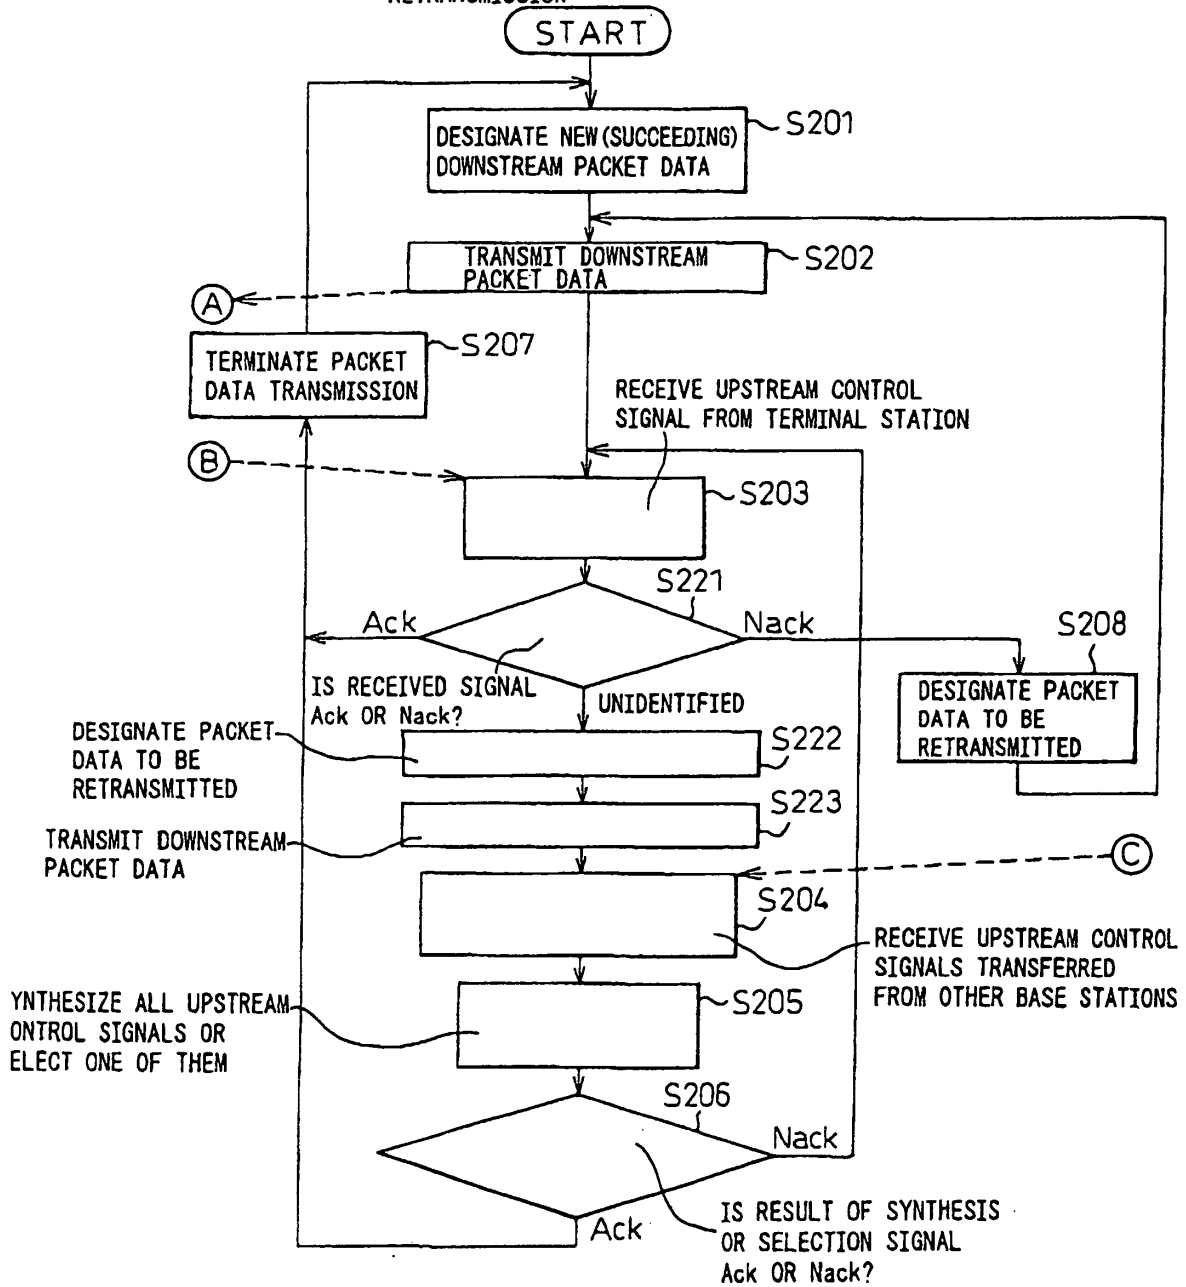 START
DESIGNATE NEW (SUCCEEDING)
DOWNSTREAM PACKET DATA
S201
TRANSMIT DOWNSTREAM
PACKET DATA
S202
A
TERMINATE PACKET
DATA TRANSMISSION
S207
RECEIVE UPSTREAM CONTROL
SIGNAL FROM TERMINAL STATION
B
S203
S221
Ack
Nack
IS RECEIVED SIGNAL
Ack OR Nack?
UNIDENTIFIED
S208
DESIGNATE PACKET
DATA TO BE
RETRANSMITTED
DESIGNATE PACKET
DATA TO BE
RETRANSMITTED
S222
S223
TRANSMIT DOWNSTREAM
PACKET DATA
C
S204
RECEIVE UPSTREAM CONTROL
SIGNALS TRANSFERRED
FROM OTHER BASE STATIONS
YNTHESIZE ALL UPSTREAM
ONTROL SIGNALS OR
ELECT ONE OF THEM
S205
S206
Nack
Ack
IS RESULT OF SYNTHESIS
OR SELECTION SIGNAL
Ack OR Nack?